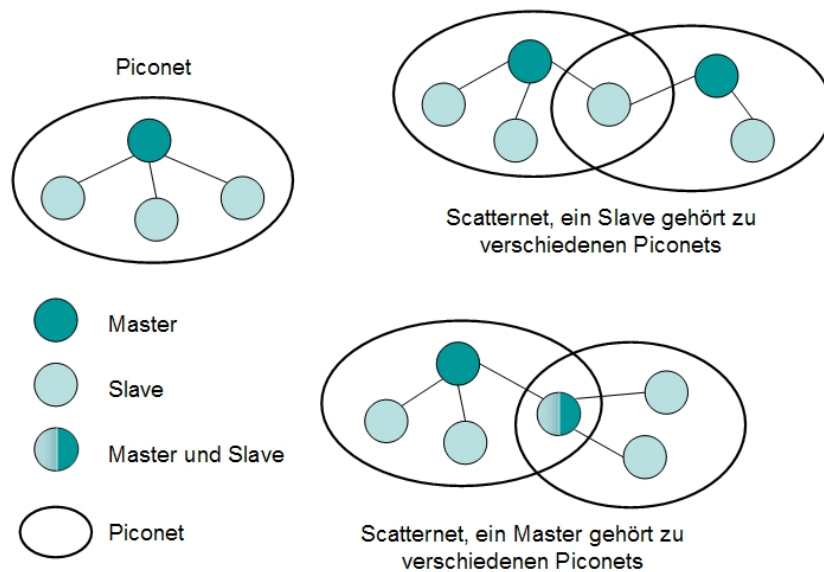 Piconet
Scatternet, ein Slave gehört zu
verschiedenen Piconets
Master
Slave
Master und Slave
Piconet
Scatternet, ein Master gehört zu
verschiedenen Piconets